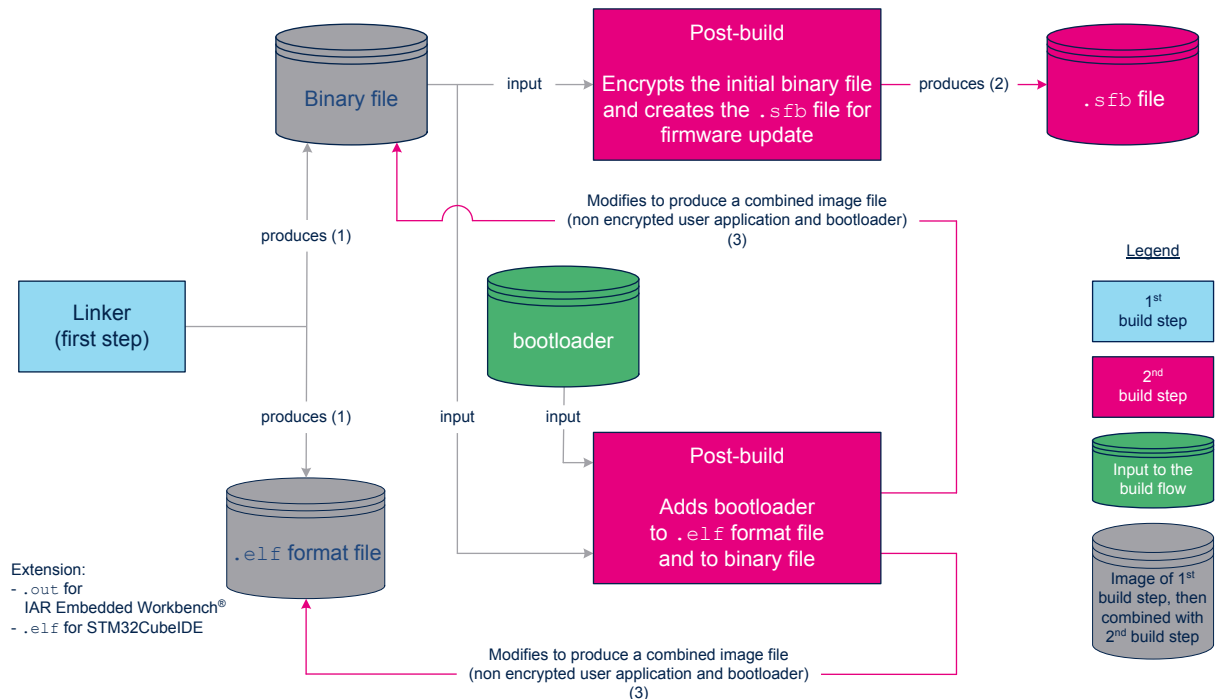 Binary file
input
Post-build
Encrypts the initial binary file
and creates the .sfb file for
firmware update
produces (2)
.sfb file
Modifies to produce a combined image file
(non encrypted user application and bootloader)
(3)
produces (1)
Linker
(first step)
bootloader
produces (1)
input
input
Post-build
Adds bootloader
to .elf format file
and to binary file
.elf format file
Extension:
- .out for
IAR Embedded Workbench®
- .elf for STM32CubeIDE
Modifies to produce a combined image file
(non encrypted user application and bootloader)
(3)
Legend
1st
build step
2nd
build step
Input to the
build flow
Image of 1st
build step, then
combined with
2nd build step